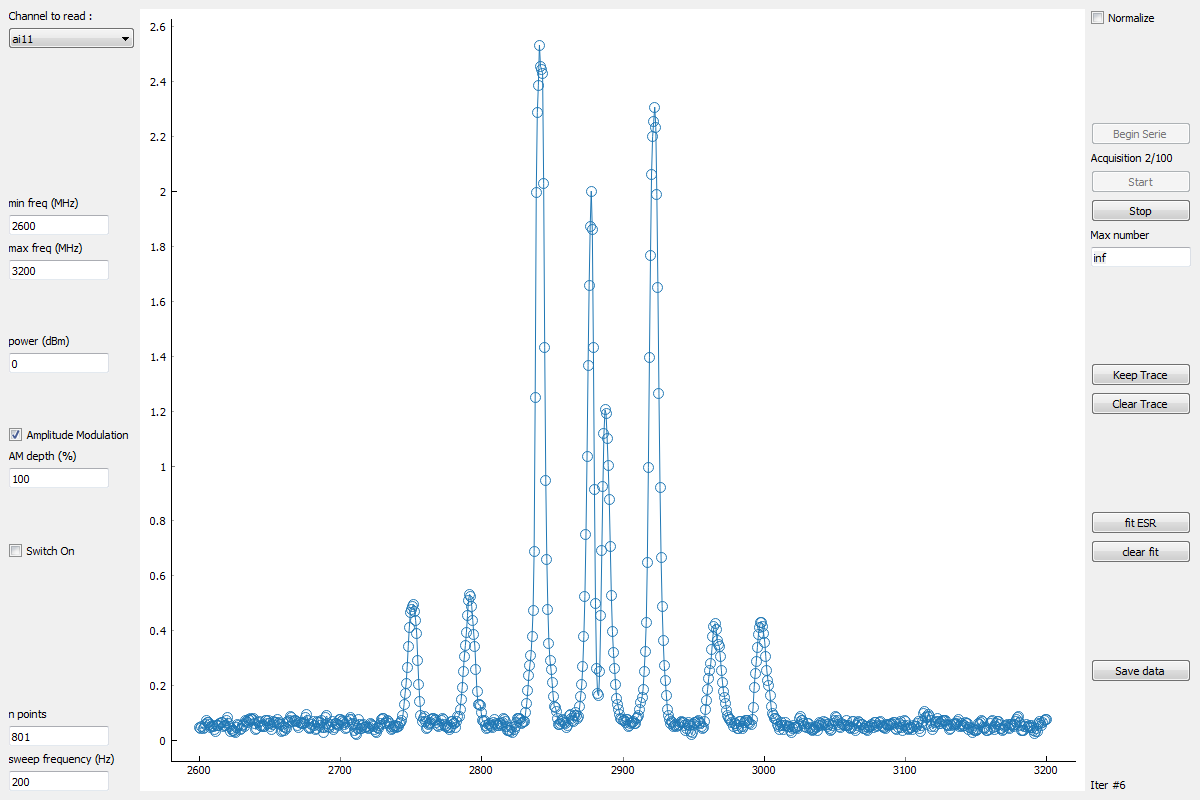 Channel to read :
ai11
min freq (MHz)
2600
max freq (MHz)
3200
power (dBm)
0
Amplitude Modulation
AM depth (%)
100
Switch On
n points
801
sweep frequency (Hz)
200
2.6
2.4
2.2
2
1.8
1.6
1.4
1.2
1
0.8
0.6
0.4
0.2
0
2600 2700 2800 2900 3000 3100 3200
Normalize
Begin Serie
Acquisition 2/100
Start
Stop
Max number
inf
Keep Trace
Clear Trace
fit ESR
clear fit
Save data
Iter #6